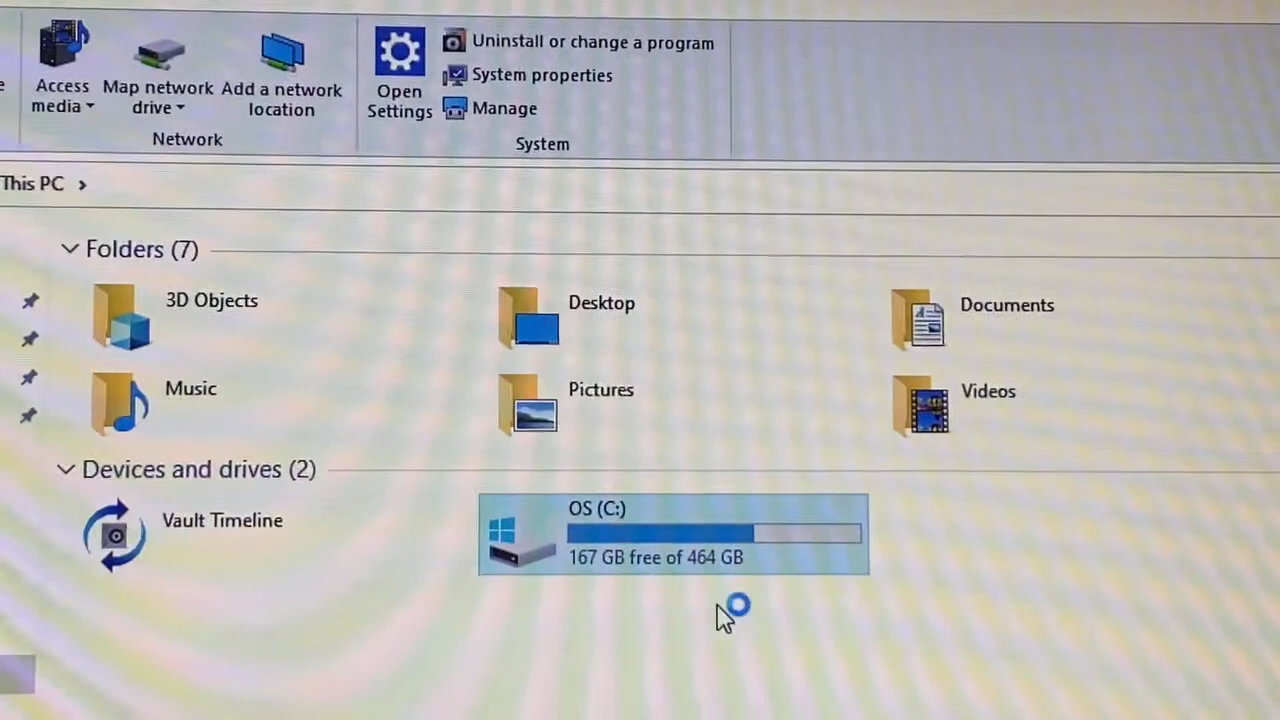 Access media
Map network drive
Add a network location
Network
Open Settings
Uninstall or change a program
System properties
Manage
System
This PC
Folders (7)
3D Objects
Desktop
Documents
Music
Pictures
Videos
Devices and drives (2)
Vault Timeline
OS (C:)
167 GB free of 464 GB